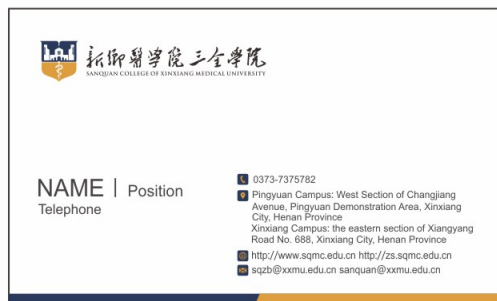 新鄉醫学院三全学院
SANQUAN COLLEGE OF XINXIANG MEDICAL UNIVERSITY
NAME | Position
Telephone
0373-7375782
Pingyuan Campus: West Section of Changjiang
Avenue, Pingyuan Demonstration Area, Xinxiang
City, Henan Province
Xinxiang Campus: the eastern section of Xiangyang
Road No. 688, Xinxiang City, Henan Province
http://www.sqmc.edu.cn http://zs.sqmc.edu.cn
sqzb@xxmu.edu.cn sanquan@xxmu.edu.cn